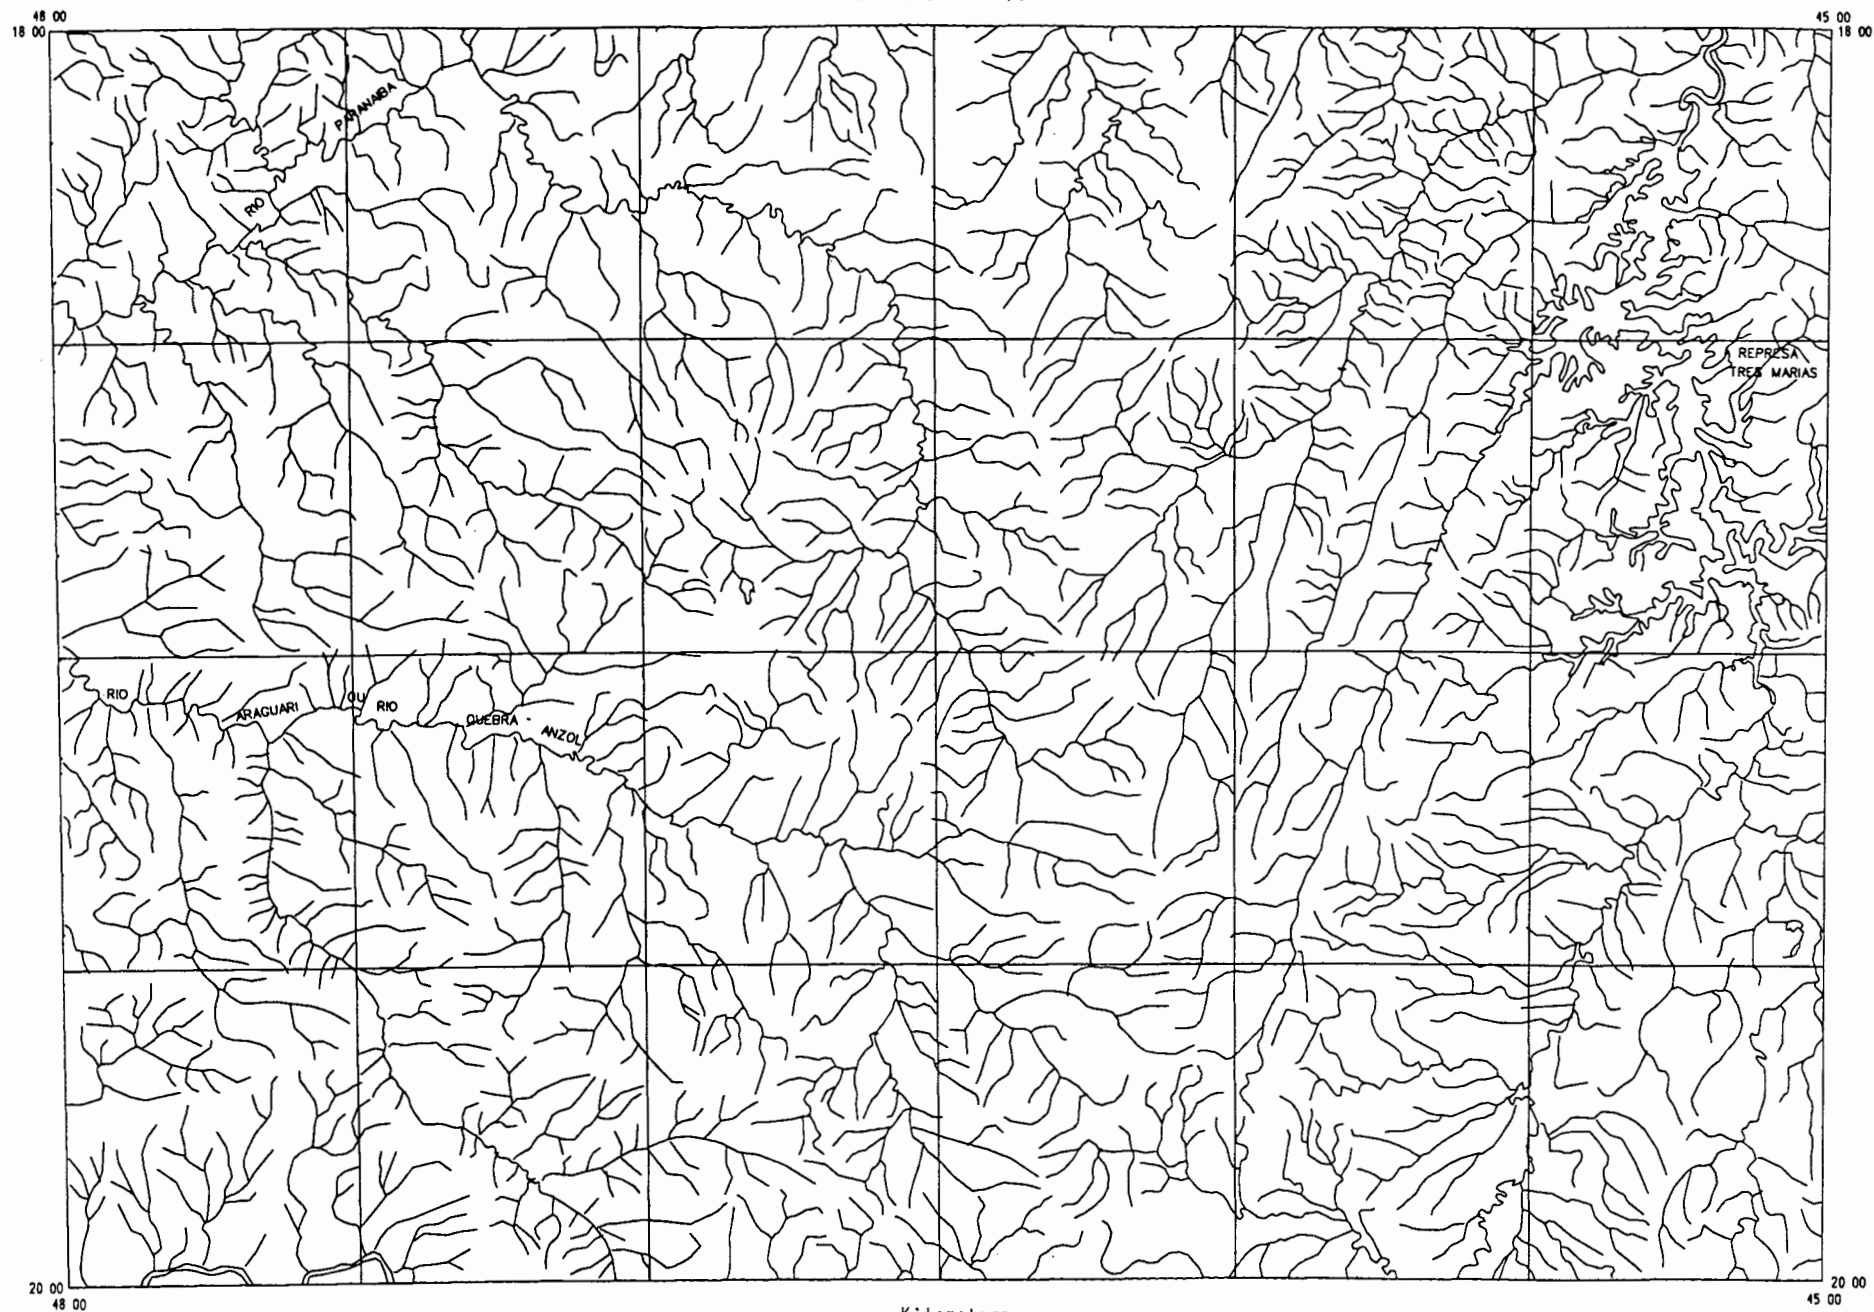 48 00
45 00
18 00
18 00
PARANAIBA
RIO
REPRESA
TRES MARIAS
RIO
ARAGUARI
OU
RIO
QUEBRA -
ANZOL
20 00
20 00
48 00
45 00